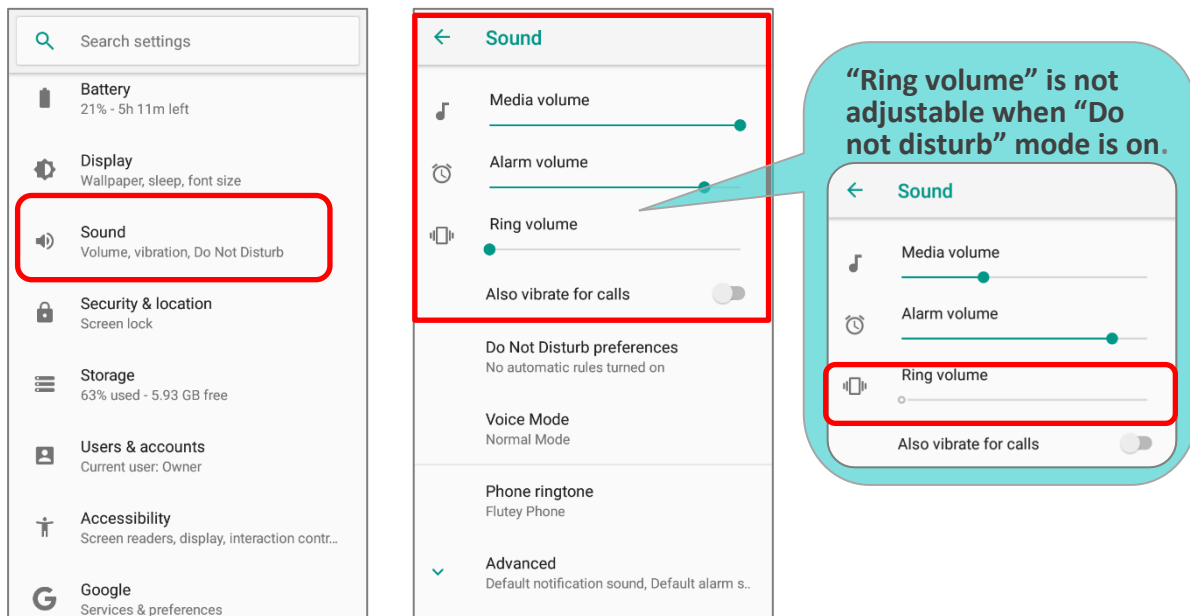 Search settings
Battery
21% - 5h 11m left
Display
Wallpaper, sleep, font size
Sound
Volume, vibration, Do Not Disturb
Security & location
Screen lock
Storage
63% used - 5.93 GB free
Users & accounts
Current user: Owner
Accessibility
Screen readers, display, interaction contr...
Google
Services & preferences
Sound
Media volume
Alarm volume
Ring volume
Also vibrate for calls
Do Not Disturb preferences
No automatic rules turned on
Voice Mode
Normal Mode
Phone ringtone
Flutey Phone
Advanced
Default notification sound, Default alarm s..
“Ring volume” is not
adjustable when “Do
not disturb” mode is on.
Sound
Media volume
Alarm volume
Ring volume
Also vibrate for calls